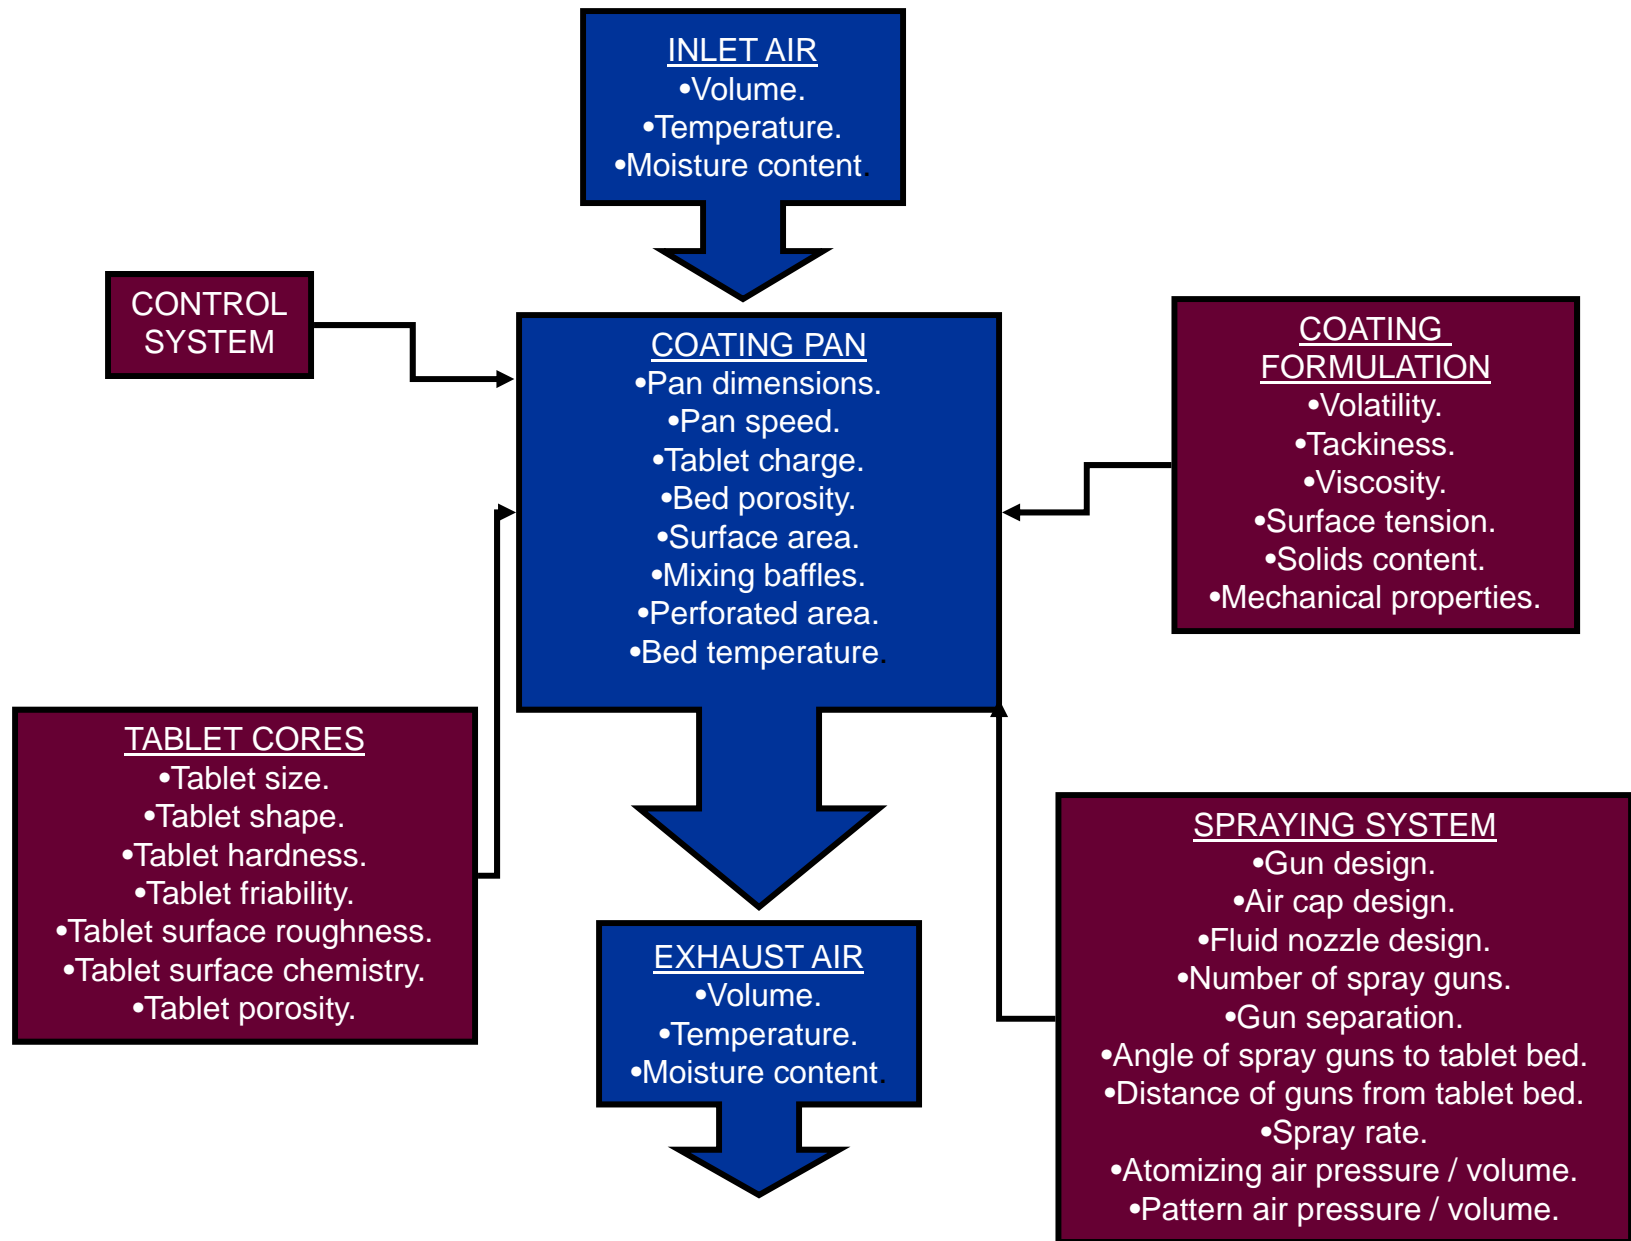 INLET AIR
•Volume.
•Temperature.
•Moisture content.
CONTROL
SYSTEM
COATING PAN
•Pan dimensions.
•Pan speed.
•Tablet charge.
•Bed porosity.
•Surface area.
•Mixing baffles.
•Perforated area.
•Bed temperature.
COATING
FORMULATION
•Volatility.
•Tackiness.
•Viscosity.
•Surface tension.
•Solids content.
•Mechanical properties.
TABLET CORES
•Tablet size.
•Tablet shape.
•Tablet hardness.
•Tablet friability.
•Tablet surface roughness.
•Tablet surface chemistry.
•Tablet porosity.
EXHAUST AIR
•Volume.
•Temperature.
•Moisture content.
SPRAYING SYSTEM
•Gun design.
•Air cap design.
•Fluid nozzle design.
•Number of spray guns.
•Gun separation.
•Angle of spray guns to tablet bed.
•Distance of guns from tablet bed.
•Spray rate.
•Atomizing air pressure / volume.
•Pattern air pressure / volume.